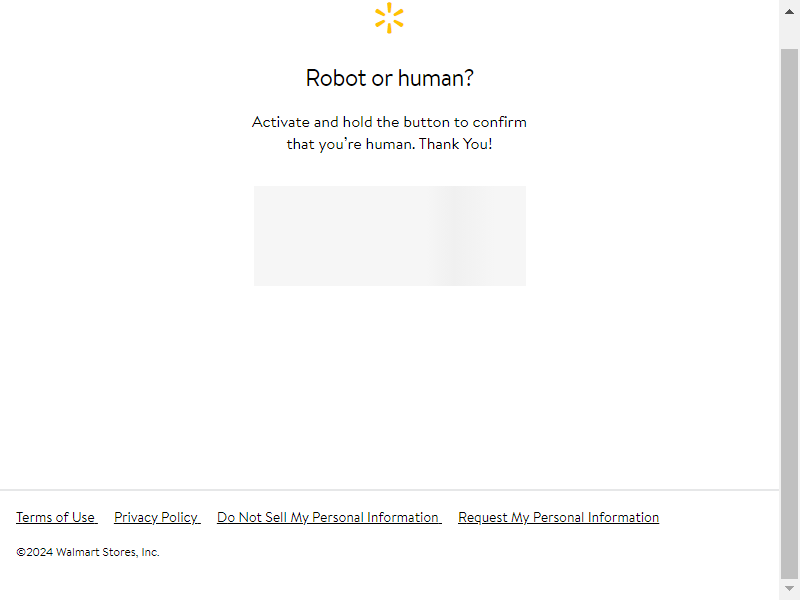 Robot or human?
Activate and hold the button to confirm
that you're human. Thank You!
Terms of Use Privacy Policy Do Not Sell My Personal Information Request My Personal Information
©2024 Walmart Stores, Inc.